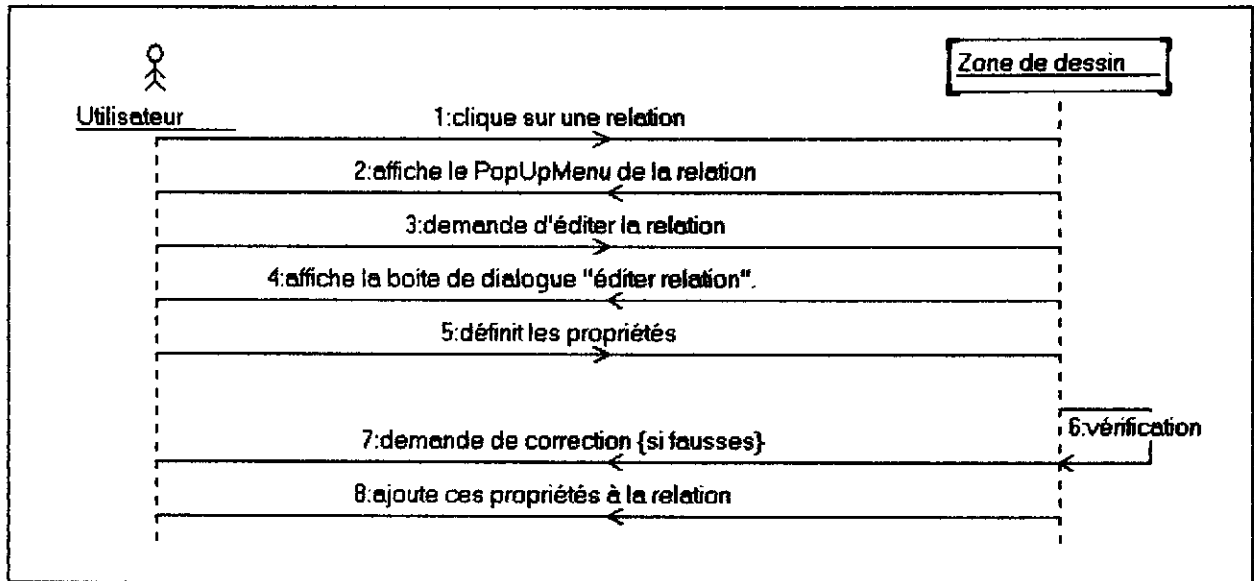 Zone de dessin
Utilisateur
1:clique sur une relation
2:affiche le PopUpMenu de la relation
3:demande d'éditer la relation
4:affiche la boite de dialogue "éditer relation".
5:définit les propriétés
6:vérification
7:demande de correction {si fausses}
8:ajoute ces propriétés à la relation